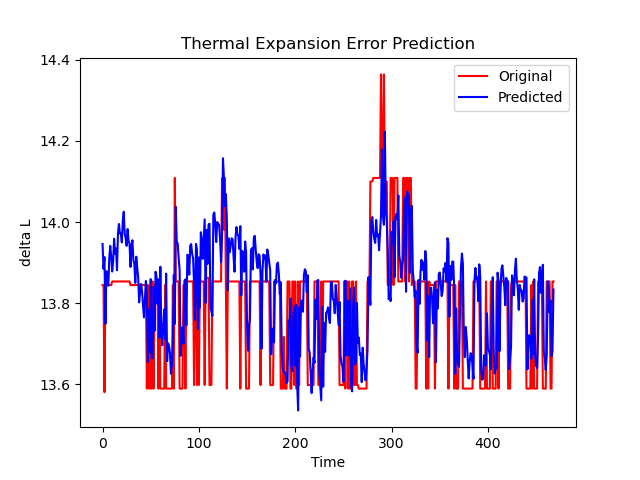 Thermal Expansion Error Prediction
Original
Predicted
14.4
14.2
14.0
13.8
13.6
delta L
0
100
200
300
400
Time